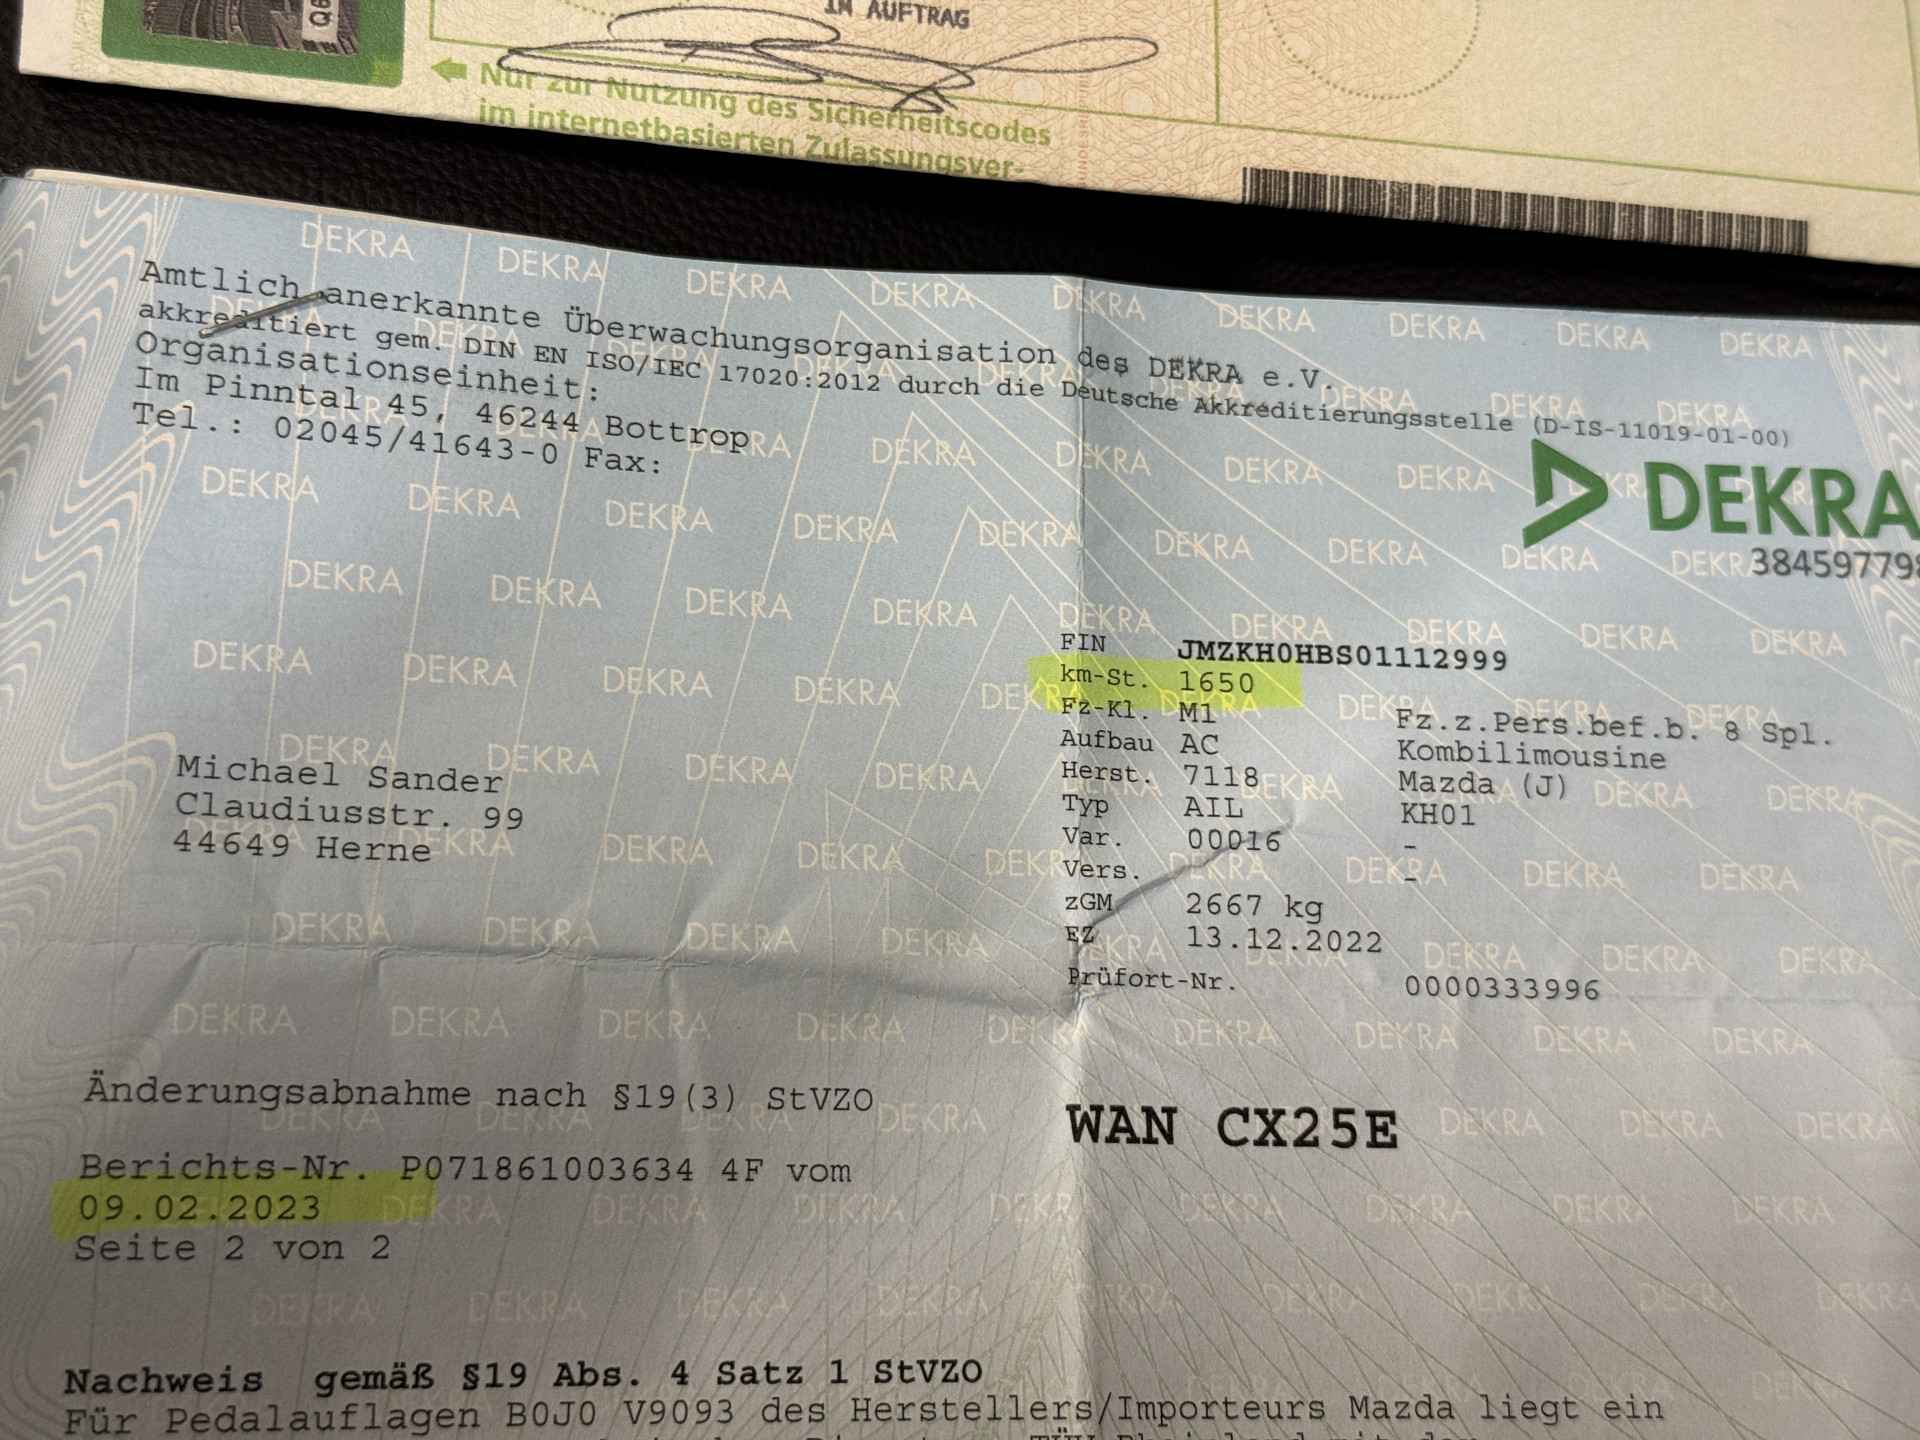 IM AUFTRAG
Nur zur Nutzung des Sicherheitscodes
im internetbasierten Zulassungsver-
Amtlich anerkannte Überwachungsorganisation des DEKRA e.V.
akkreditiert gem. DIN EN ISO/IEC 17020:2012 durch die Deutsche Akkreditierungsstelle (D-IS-11019-01-00)
Organisationseinheit:
Im Pinntal 45, 46244 Bottrop
Tel.: 02045/41643-0 Fax:
DEKRA
384597798
FIN JMZKH0HBS01112999
km-St. 1650
Fz-Kl. M1 Fz.z.Pers.bef.b. 8 Spl.
Aufbau AC Kombilimousine
Herst. 7118 Mazda (J)
Typ AIL KH01
Var. 00016 -
Vers. -
zGM 2667 kg
EZ 13.12.2022
Prüfort-Nr. 0000333996
Michael Sander
Claudiusstr. 99
44649 Herne
Änderungsabnahme nach §19(3) StVZO
WAN CX25E
Berichts-Nr. P071861003634 4F vom
09.02.2023
Seite 2 von 2
Nachweis gemäß §19 Abs. 4 Satz 1 StVZO
Für Pedalauflagen B0J0 V9093 des Herstellers/Importeurs Mazda liegt ein